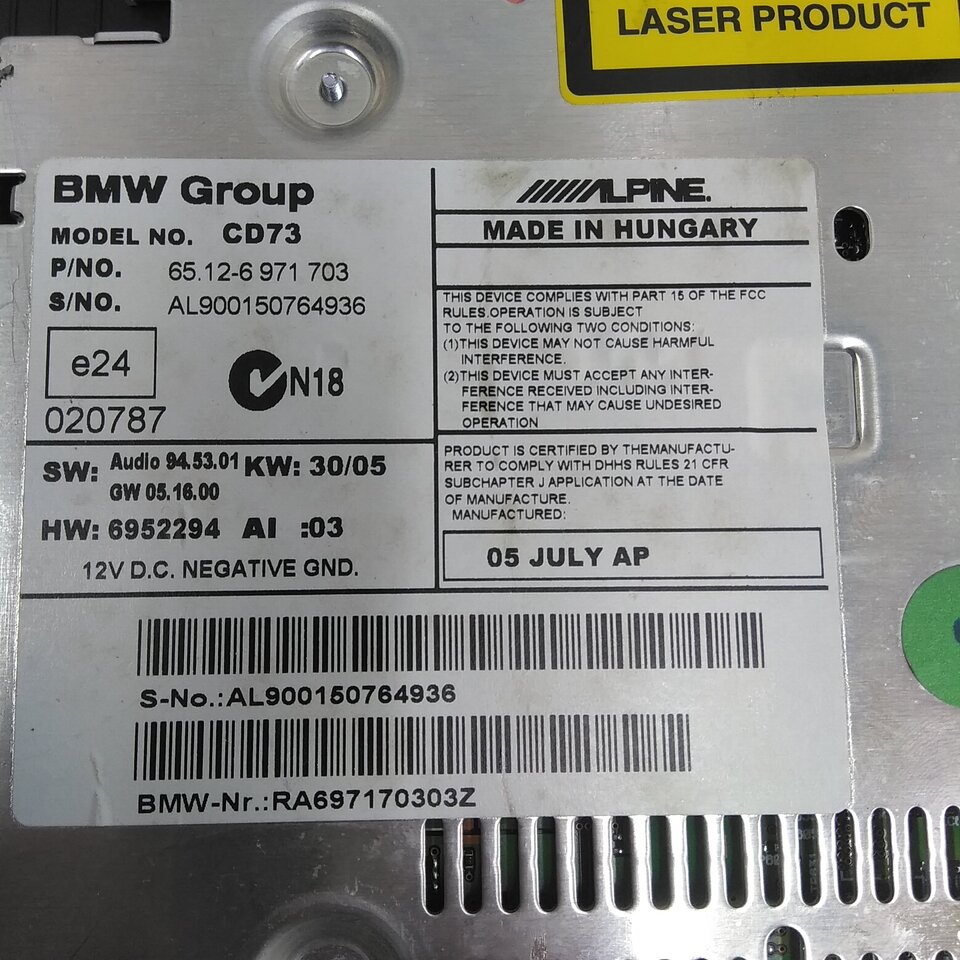 LASER PRODUCT
BMW Group
MODEL NO. CD73
P/NO. 65.12-6 971 703
S/NO. AL900150764936
e24
020787
N18
SW: Audio 94.53.01 KW: 30/05
GW 05.16.00
HW: 6952294 AI :03
12V D.C. NEGATIVE GND.
ALPINE.
MADE IN HUNGARY
THIS DEVICE COMPLIES WITH PART 15 OF THE FCC
RULES.OPERATION IS SUBJECT
TO THE FOLLOWING TWO CONDITIONS:
(1)THIS DEVICE MAY NOT CAUSE HARMFUL
INTERFERENCE.
(2)THIS DEVICE MUST ACCEPT ANY INTER-
FERENCE RECEIVED INCLUDING INTER-
FERENCE THAT MAY CAUSE UNDESIRED
OPERATION
PRODUCT IS CERTIFIED BY THEMANUFACTU-
RER TO COMPLY WITH DHHS RULES 21 CFR
SUBCHAPTER J APPLICATION AT THE DATE
OF MANUFACTURE.
MANUFACTURED:
05 JULY AP
S-No.:AL900150764936
BMW-Nr.:RA697170303Z